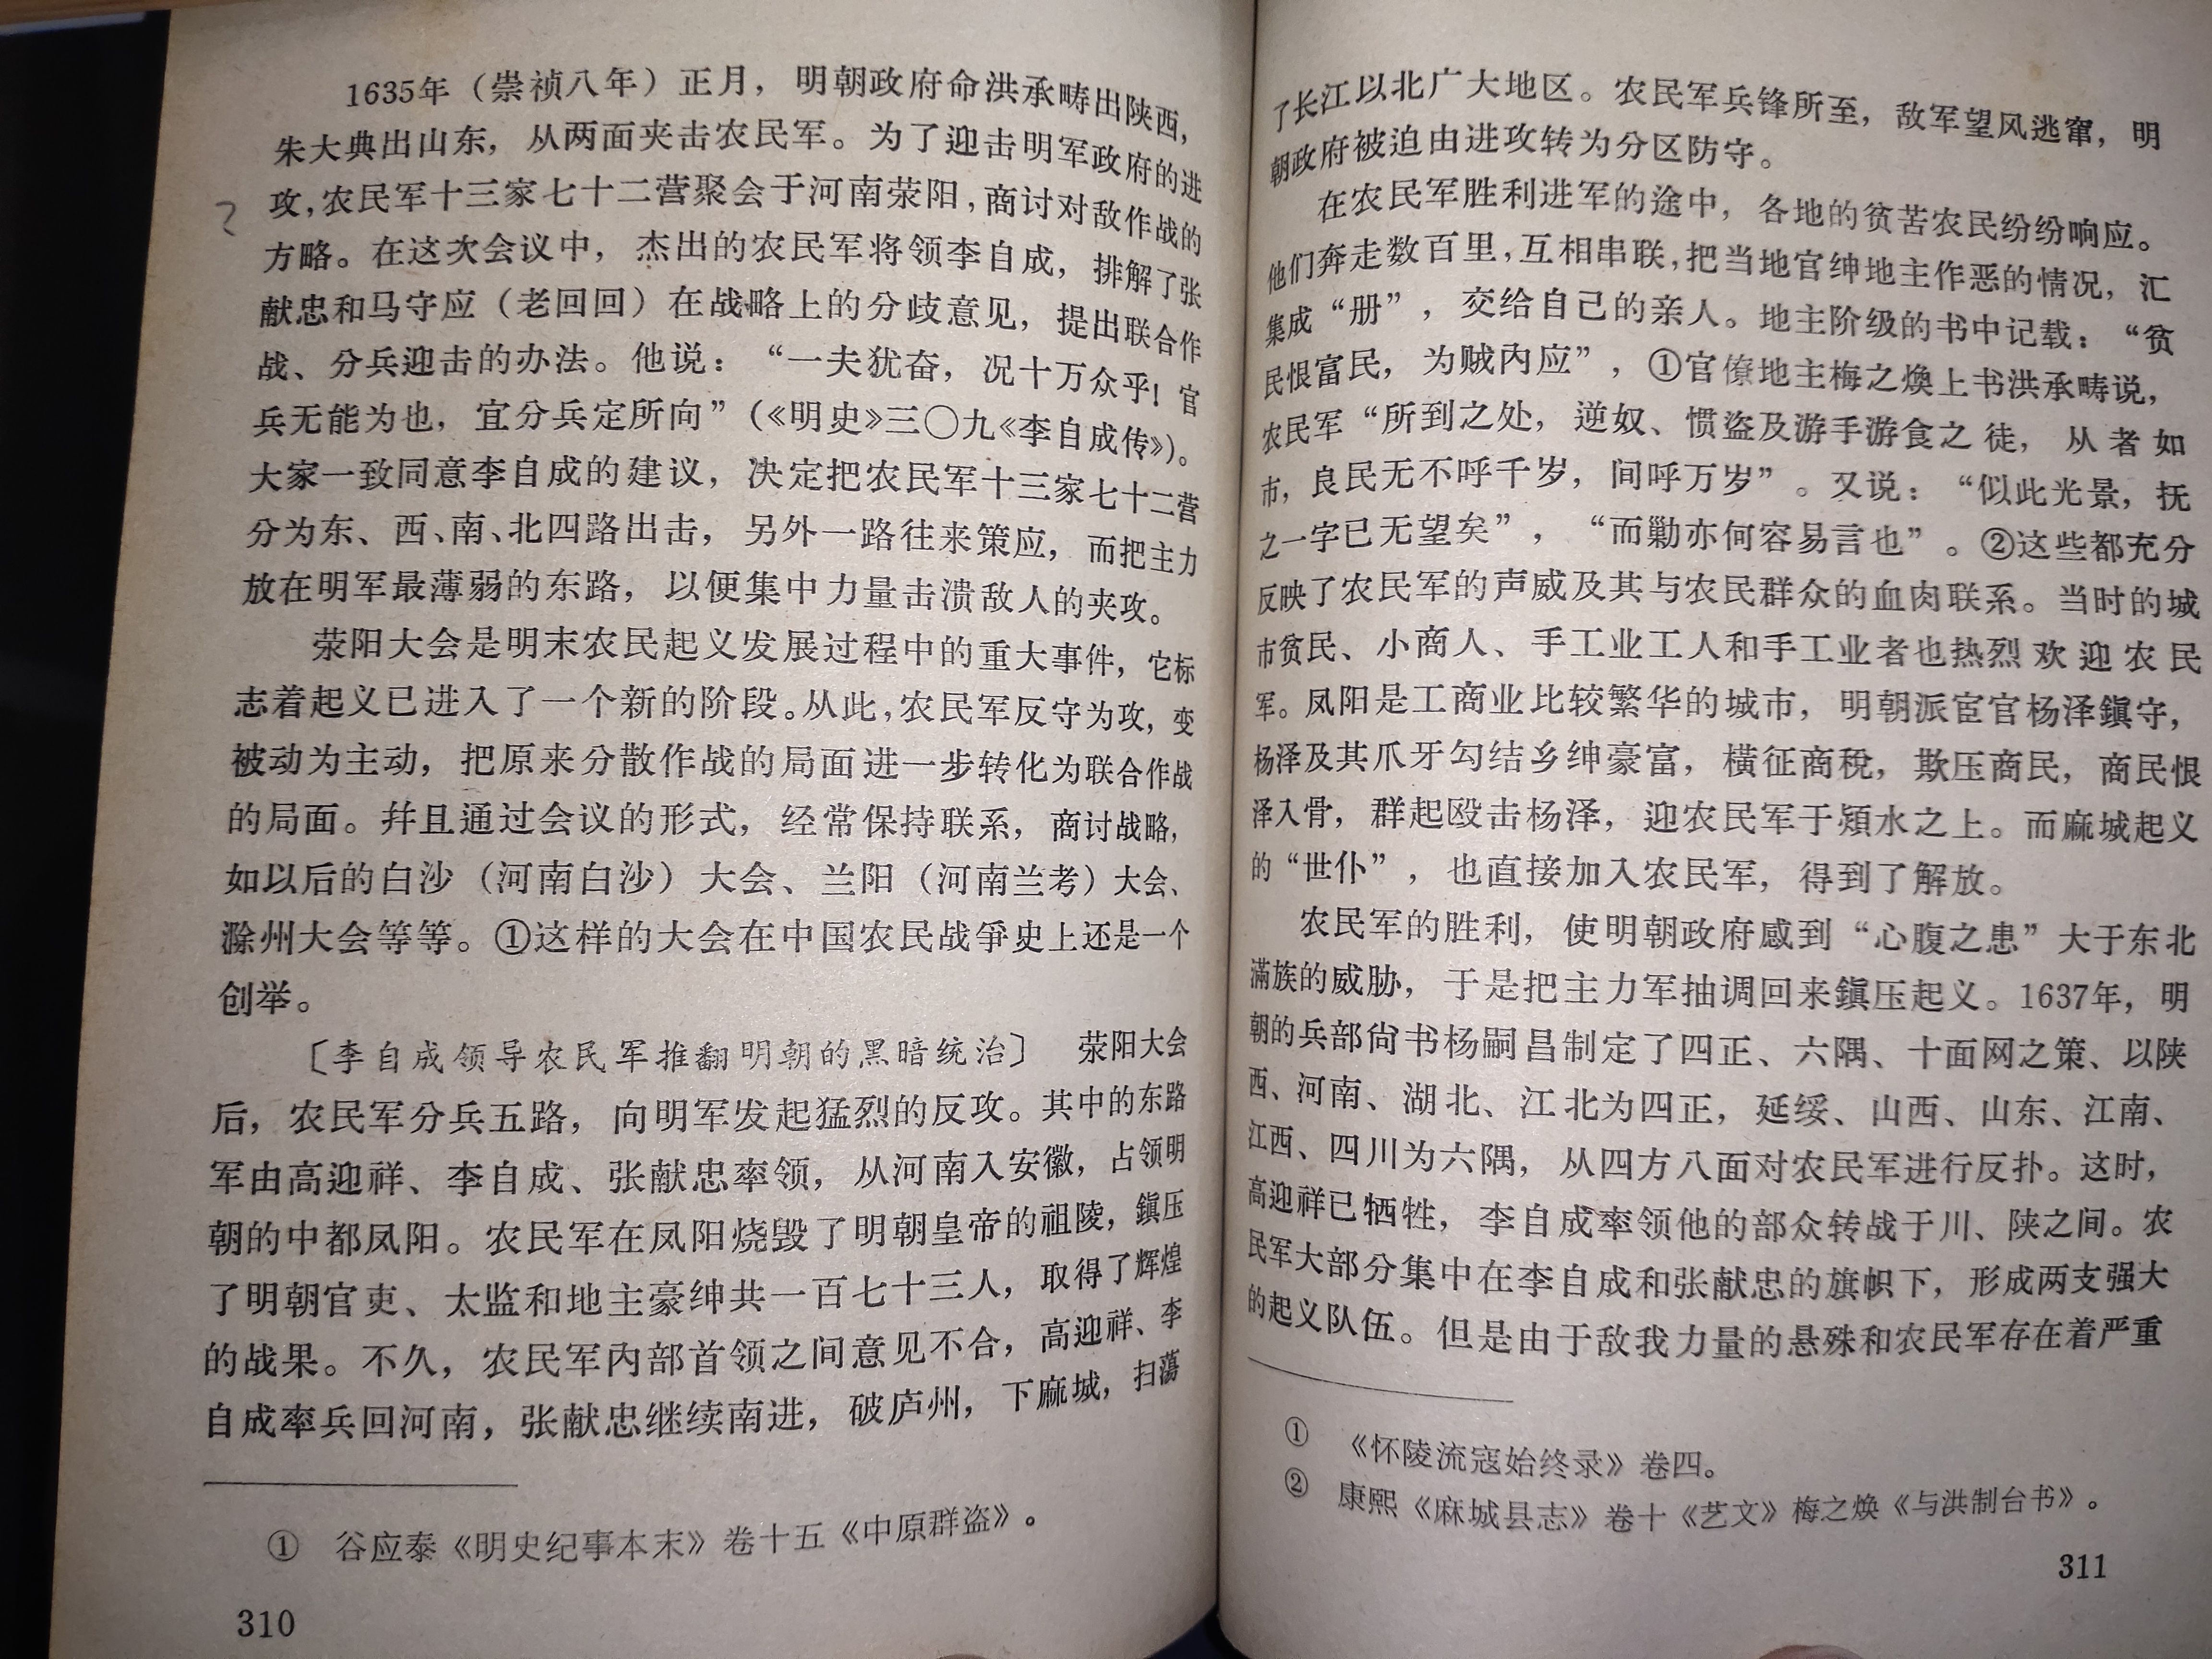 1635年（崇祯八年）正月，明朝政府命洪承畴出陕西，
朱大典出山东，从两面夹击农民军。为了迎击明军政府的进
攻，农民军十三家七十二营聚会于河南荥阳，商讨对敌作战的
方略。在这次会议中，杰出的农民军将领李自成，排解了张
献忠和马守应（老回回）在战略上的分歧意见，提出联合作
战、分兵迎击的办法。他说：“一夫犹奋，况十万众乎！官
兵无能为也，宜分兵定所向”（《明史》三〇九《李自成传》）。
大家一致同意李自成的建议，决定把农民军十三家七十二营
分为东、西、南、北四路出击，另外一路往来策应，而把主力
放在明军最薄弱的东路，以便集中力量击溃敌人的夹攻。
荥阳大会是明末农民起义发展过程中的重大事件，它标
志着起义已进入了一个新的阶段。从此，农民军反守为攻，变
被动为主动，把原来分散作战的局面进一步转化为联合作战
的局面。幷且通过会议的形式，经常保持联系，商讨战略，
如以后的白沙（河南白沙）大会、兰阳（河南兰考）大会、
滁州大会等等。①这样的大会在中国农民战爭史上还是一个
创举。
〔李自成领导农民军推翻明朝的黑暗统治〕 荥阳大会
后，农民军分兵五路，向明军发起猛烈的反攻。其中的东路
军由高迎祥、李自成、张献忠率领，从河南入安徽，占领明
朝的中都凤阳。农民军在凤阳烧毁了明朝皇帝的祖陵，鎭压
了明朝官吏、太监和地主豪绅共一百七十三人，取得了辉煌
的战果。不久，农民军內部首领之间意见不合，高迎祥、李
自成率兵回河南，张献忠继续南进，破庐州，下麻城，扫蕩
① 谷应泰《明史纪事本末》卷十五《中原群盗》。
310
了长江以北广大地区。农民军兵锋所至，敌军望风逃窜，明
朝政府被迫由进攻转为分区防守。
在农民军胜利进军的途中，各地的贫苦农民纷纷响应。
他们奔走数百里，互相串联，把当地官绅地主作恶的情况，汇
集成“册”，交给自己的亲人。地主阶级的书中记载：“贫
民恨富民，为贼內应”，①官僚地主梅之煥上书洪承畴说，
农民军“所到之处，逆奴、惯盗及游手游食之徒，从者如
市，良民无不呼千岁，间呼万岁”。又说：“似此光景，抚
之一字已无望矣”，“而勦亦何容易言也”。②这些都充分
反映了农民军的声威及其与农民群众的血肉联系。当时的城
市贫民、小商人、手工业工人和手工业者也热烈欢迎农民
军。凤阳是工商业比较繁华的城市，明朝派宦官杨泽鎭守，
杨泽及其爪牙勾结乡绅豪富，橫征商稅，欺压商民，商民恨
泽入骨，群起殴击杨泽，迎农民军于潁水之上。而麻城起义
的“世仆”，也直接加入农民军，得到了解放。
农民军的胜利，使明朝政府感到“心腹之患”大于东北
滿族的威胁，于是把主力军抽调回来鎭压起义。1637年，明
朝的兵部尙书杨嗣昌制定了四正、六隅、十面网之策、以陕
西、河南、湖北、江北为四正，延绥、山西、山东、江南、
江西、四川为六隅，从四方八面对农民军进行反扑。这时，
高迎祥已牺牲，李自成率领他的部众转战于川、陕之间。农
民军大部分集中在李自成和张献忠的旗帜下，形成两支强大
的起义队伍。但是由于敌我力量的悬殊和农民军存在着严重
① 《怀陵流寇始终录》卷四。
② 康熙《麻城县志》卷十《艺文》梅之焕《与洪制台书》。
311